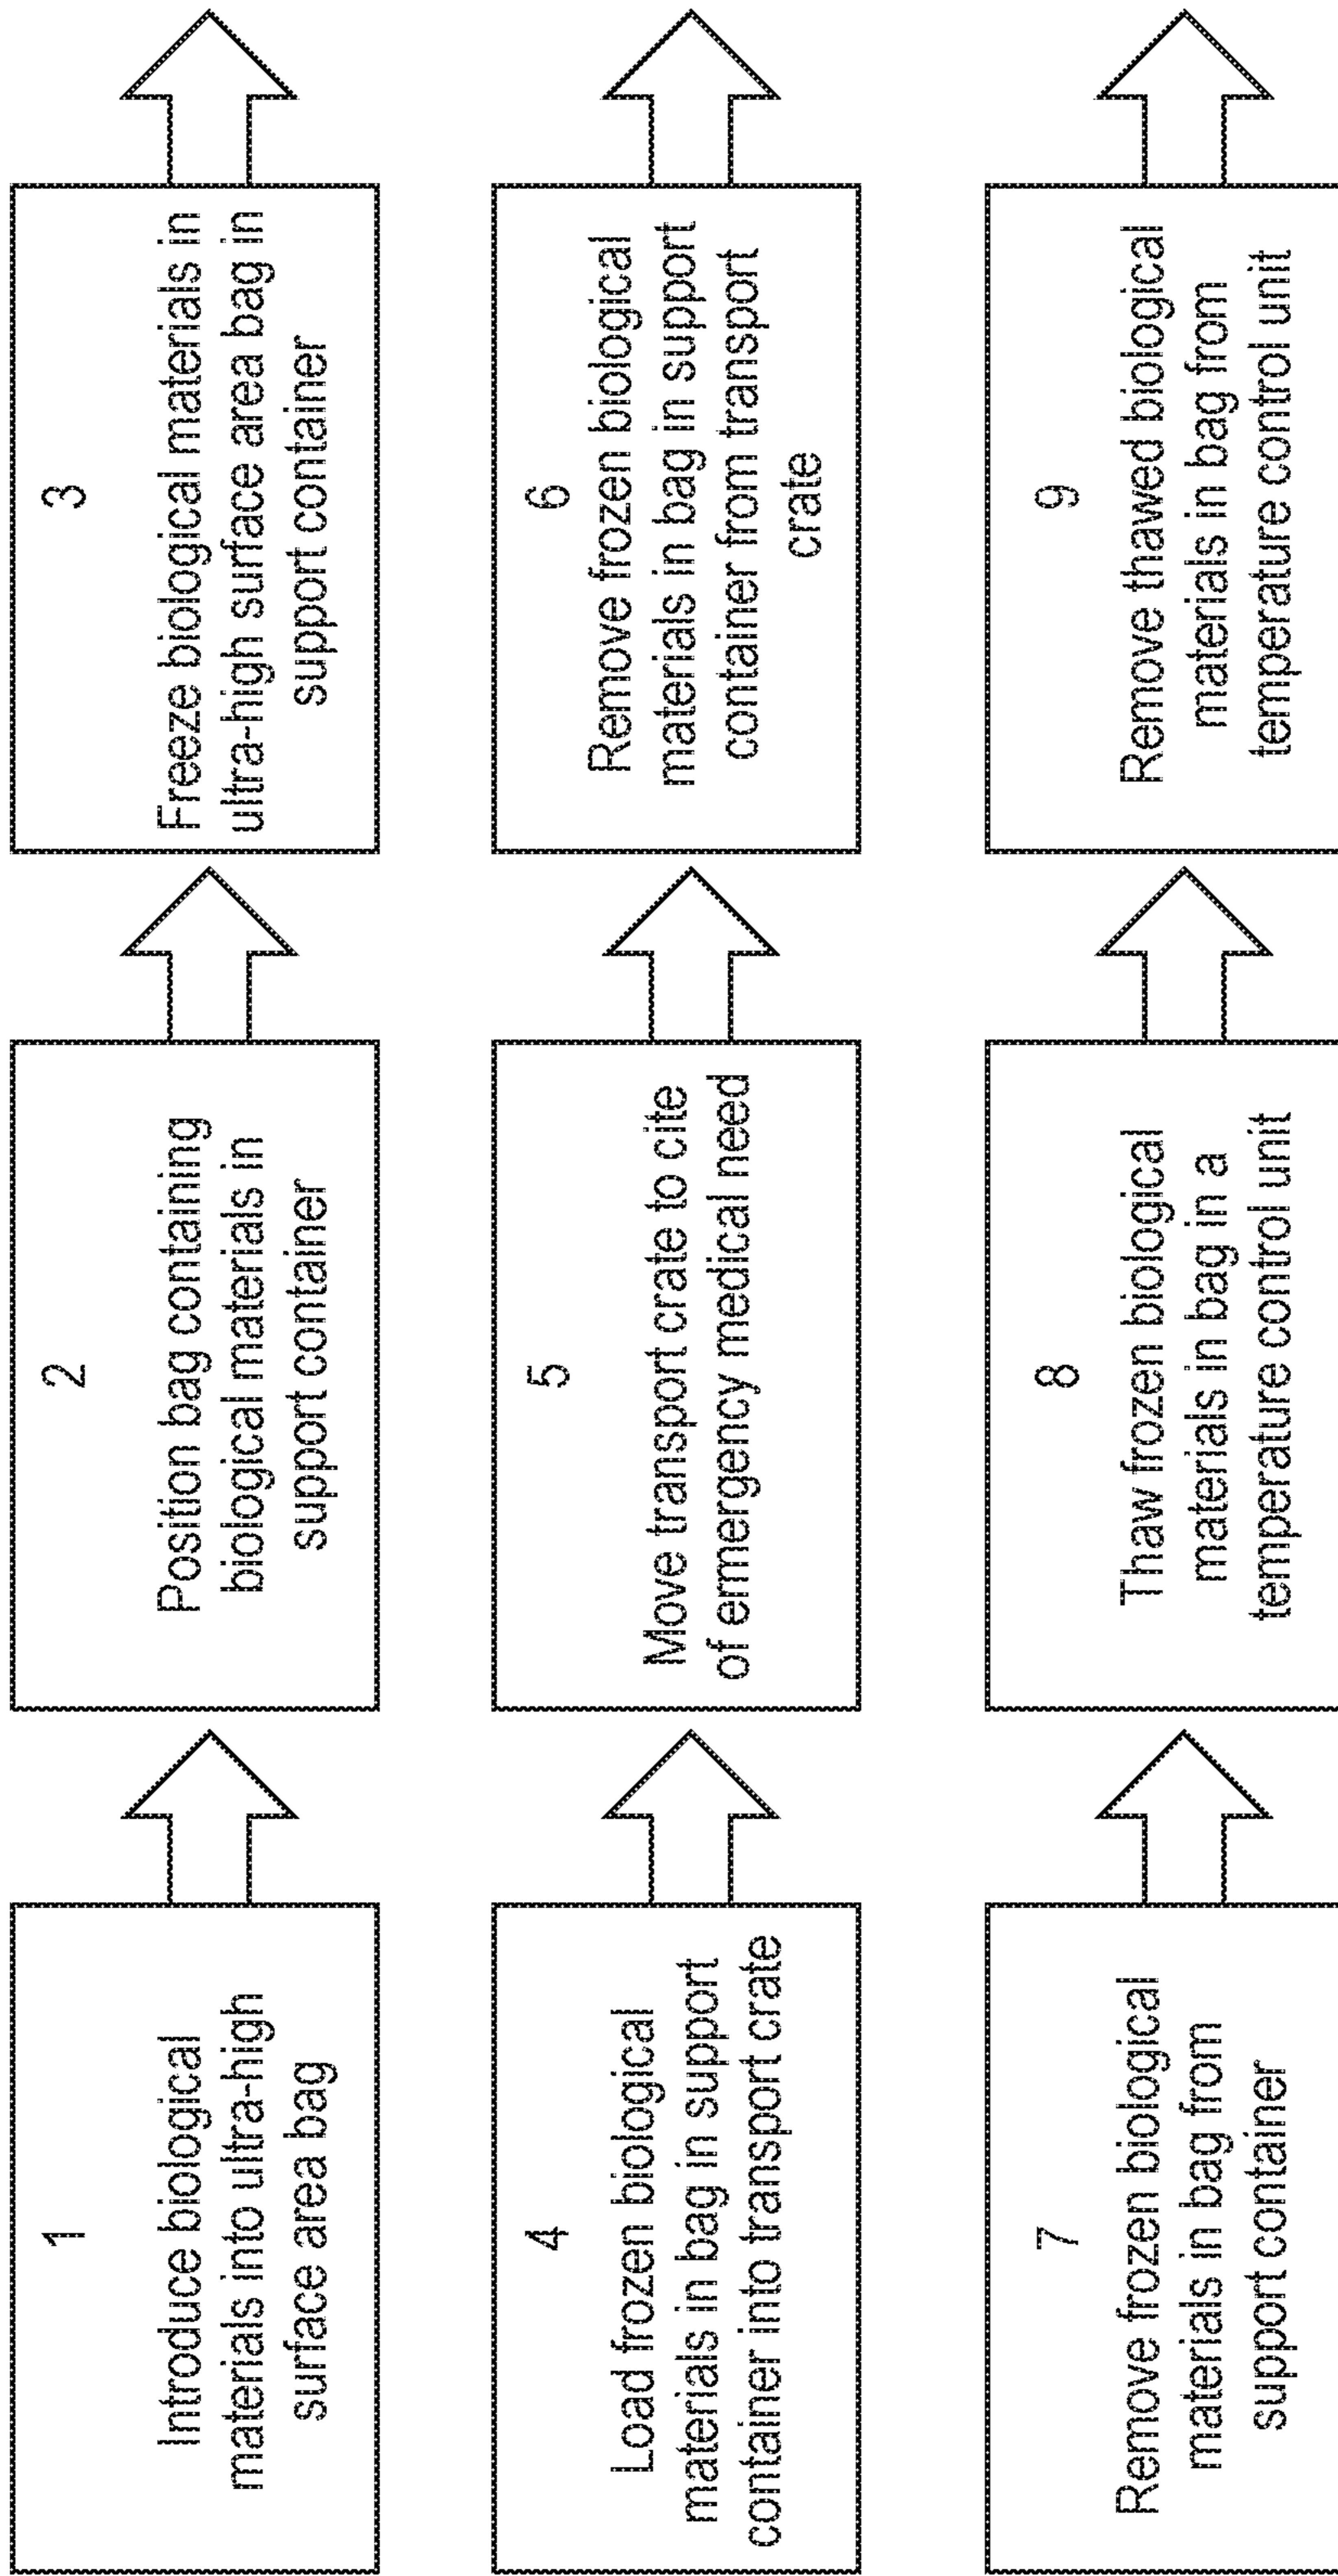 1
Introduce biological
materials into ultra-high
surface area bag
2
Position bag containing
biological materials in
support container
3
Freeze biological materials in
ultra-high surface area bag in
support container
4
Load frozen biological
materials in bag in support
container into transport crate
5
Move transport crate to cite
of ermergency medical need
6
Remove frozen biological
materials in bag in support
container from transport
crate
7
Remove frozen biological
materials in bag from
support container
8
Thaw frozen biological
materials in bag in a
temperature control unit
9
Remove thawed biological
materials in bag from
temperature control unit